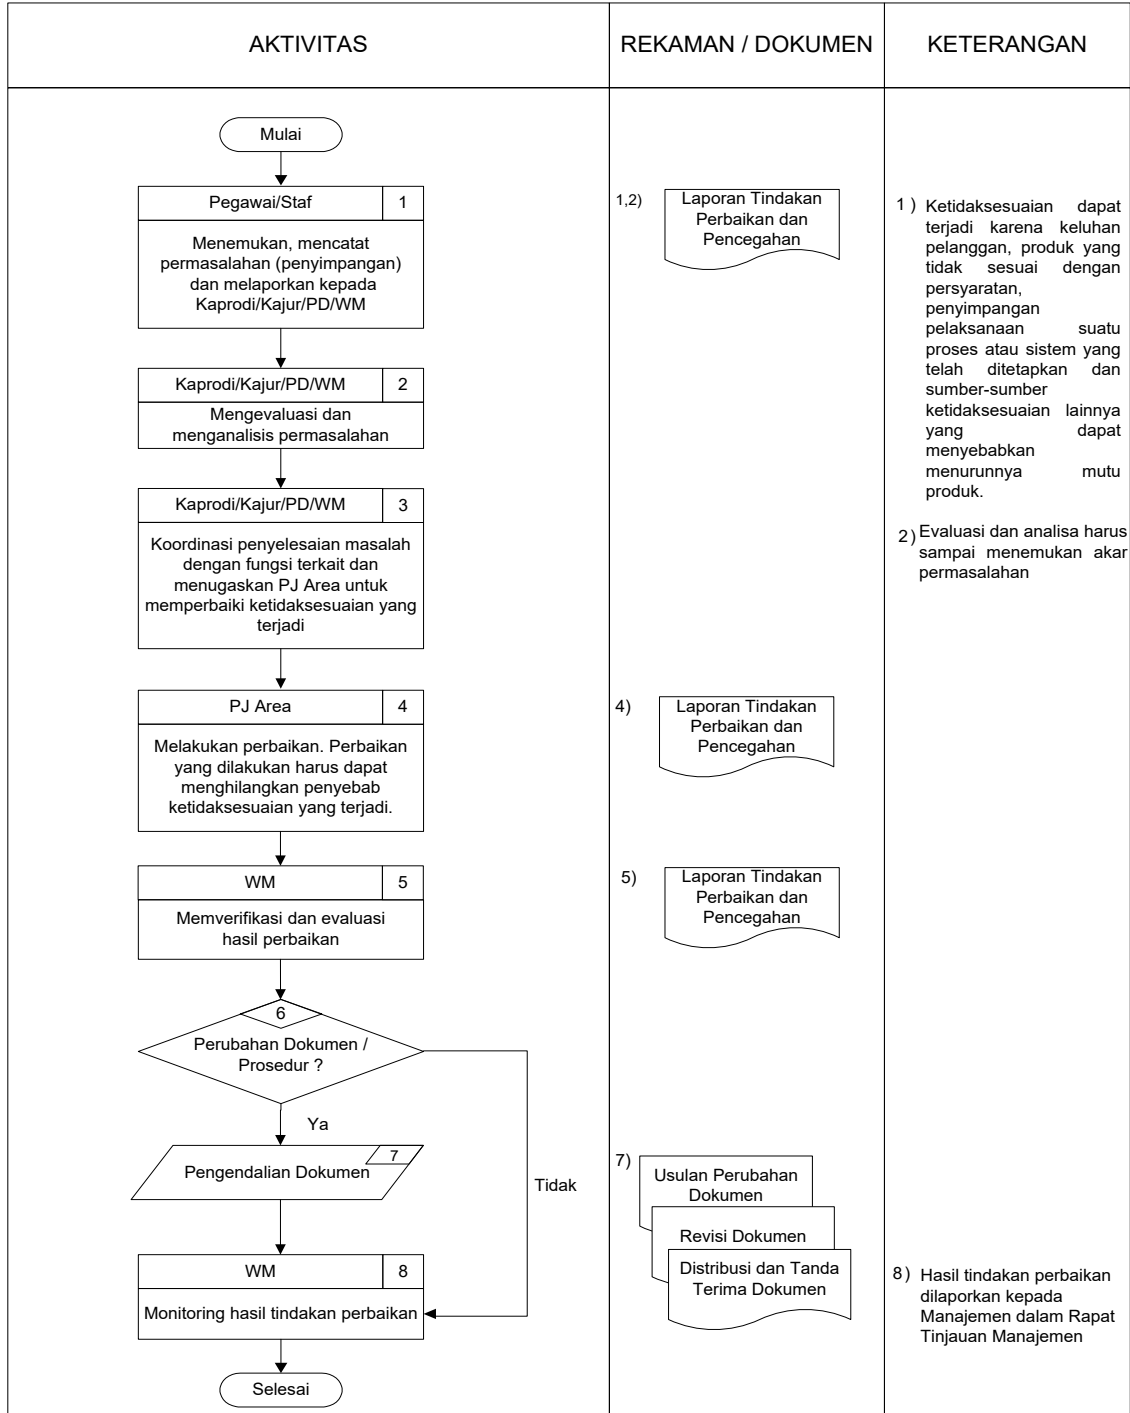 AKTIVITAS
REKAMAN / DOKUMEN
KETERANGAN
Mulai
Pegawai/Staf
1
Menemukan, mencatat
permasalahan (penyimpangan)
dan melaporkan kepada
Kaprodi/Kajur/PD/WM
1,2)
Laporan Tindakan
Perbaikan dan
Pencegahan
1 )
Ketidaksesuaian dapat
terjadi karena keluhan
pelanggan, produk yang
tidak sesuai dengan
persyaratan,
penyimpangan
pelaksanaan suatu
proses atau sistem yang
telah ditetapkan dan
sumber-sumber
ketidaksesuaian lainnya
yang dapat
menyebabkan
menurunnya mutu
produk.
Kaprodi/Kajur/PD/WM
2
Mengevaluasi dan
menganalisis permasalahan
Kaprodi/Kajur/PD/WM
3
Koordinasi penyelesaian masalah
dengan fungsi terkait dan
menugaskan PJ Area untuk
memperbaiki ketidaksesuaian yang
terjadi
2)
Evaluasi dan analisa harus
sampai menemukan akar
permasalahan
PJ Area
4
Melakukan perbaikan. Perbaikan
yang dilakukan harus dapat
menghilangkan penyebab
ketidaksesuaian yang terjadi.
4)
Laporan Tindakan
Perbaikan dan
Pencegahan
WM
5
Memverifikasi dan evaluasi
hasil perbaikan
5)
Laporan Tindakan
Perbaikan dan
Pencegahan
6
Perubahan Dokumen /
Prosedur ?
Ya
Tidak
7
Pengendalian Dokumen
7)
Usulan Perubahan
Dokumen
Revisi Dokumen
Distribusi dan Tanda
Terima Dokumen
WM
8
Monitoring hasil tindakan perbaikan
8)
Hasil tindakan perbaikan
dilaporkan kepada
Manajemen dalam Rapat
Tinjauan Manajemen
Selesai